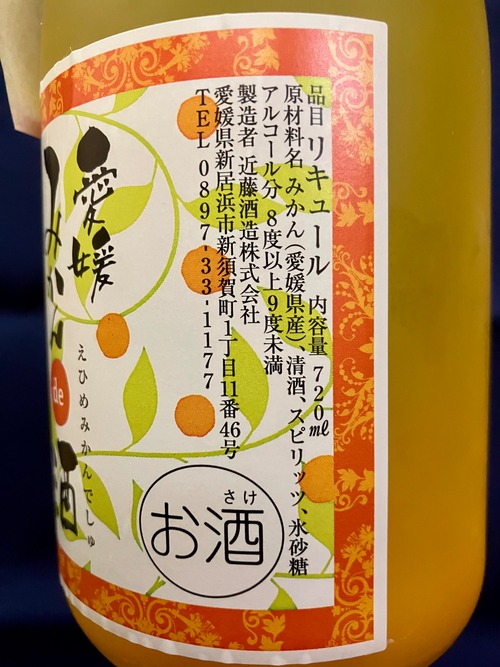 品目 リキュール 内容量 720㎖
原材料名 みかん(愛媛県産)、清酒、スピリッツ、氷砂糖
アルコール分 8度以上9度未満
製造者 近藤酒造株式会社
愛媛県新居浜市新須賀町1丁目11番46号
TEL 0897-33-1177
お酒
さけ
愛媛
みかん
de
酒
えひめみかんでしゅ